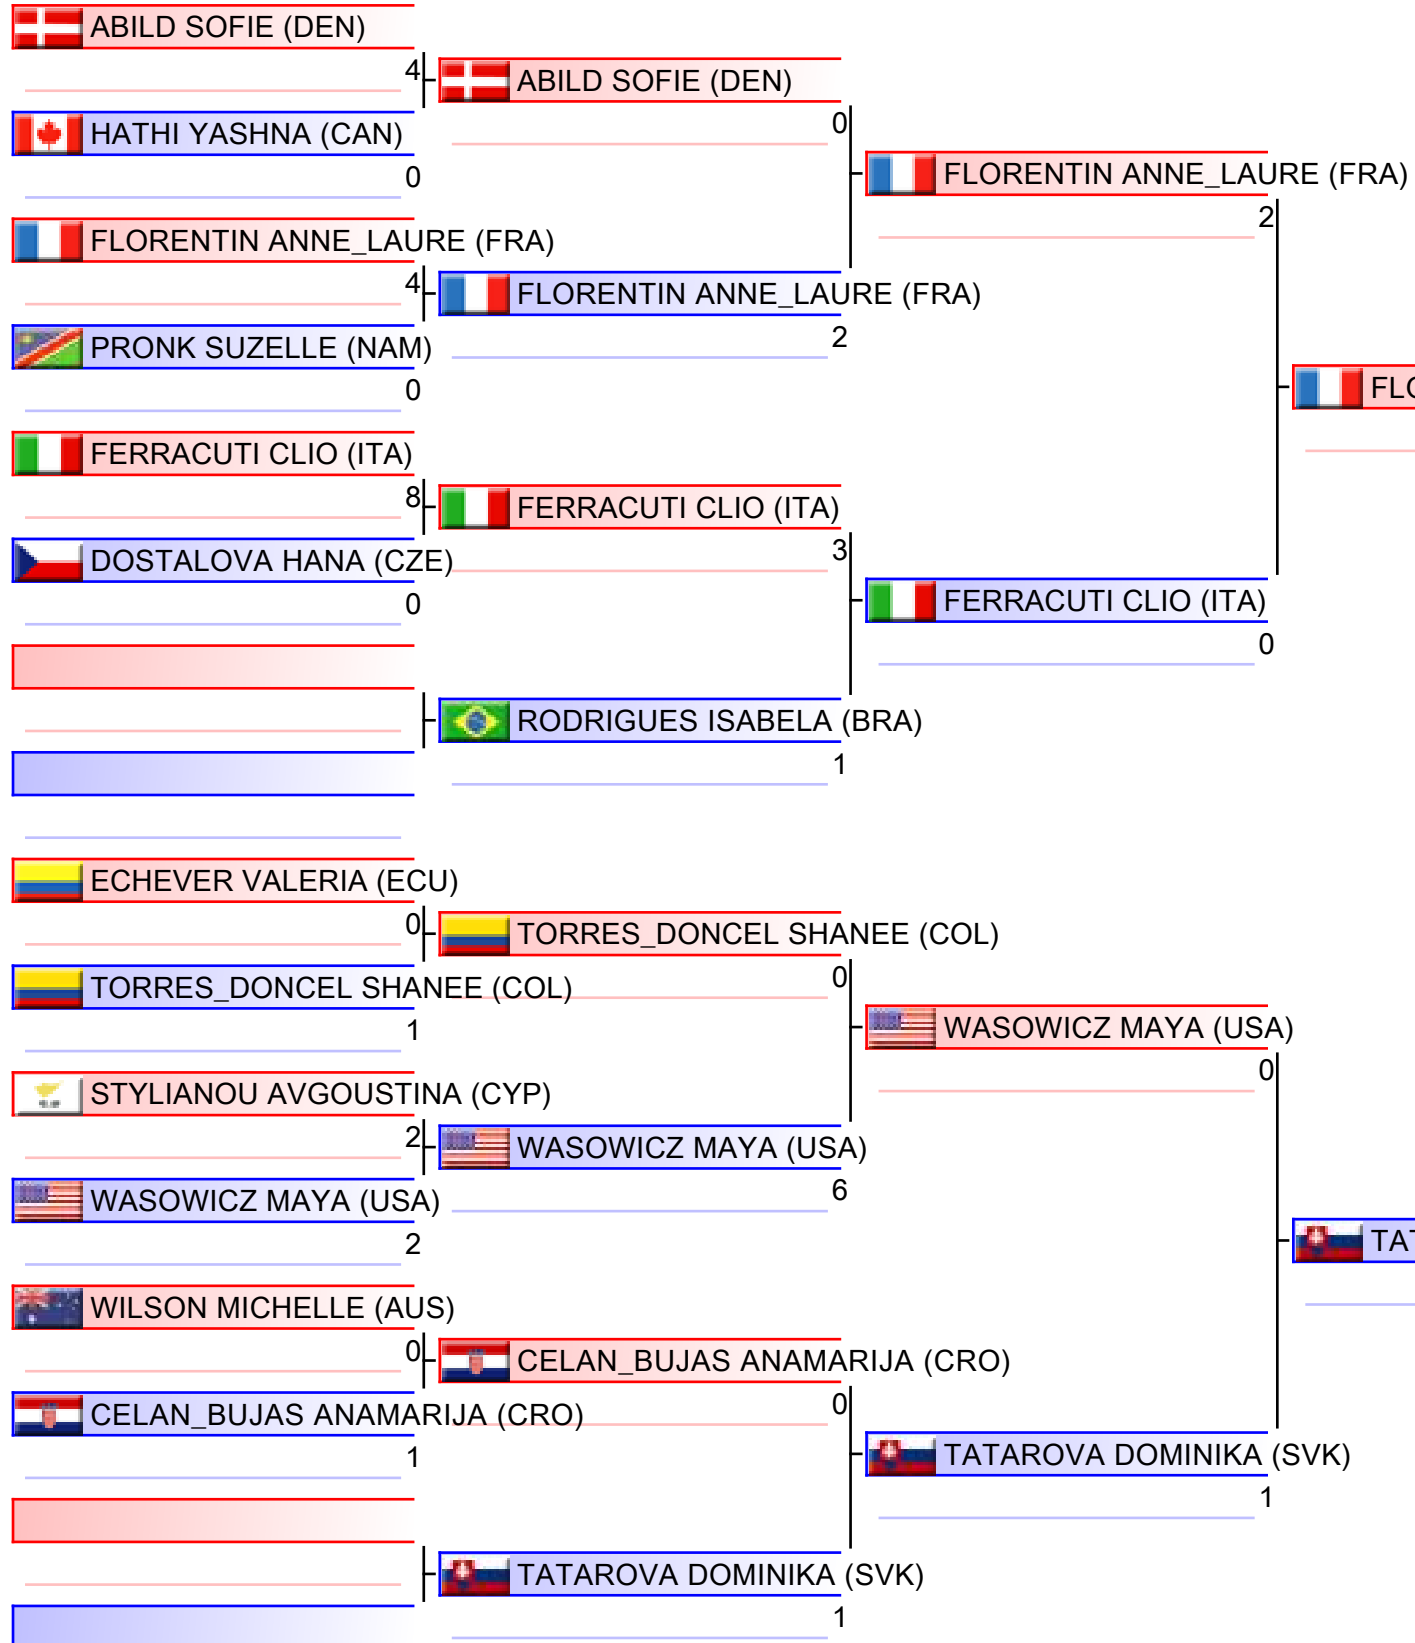 ABILD SOFIE (DEN)
4
ABILD SOFIE (DEN)
0
HATHI YASHNA (CAN)
0
FLORENTIN ANNE_LAURE (FRA)
2
FLORENTIN ANNE_LAURE (FRA)
4
FLORENTIN ANNE_LAURE (FRA)
2
PRONK SUZELLE (NAM)
0
FLO
FERRACUTI CLIO (ITA)
8
FERRACUTI CLIO (ITA)
3
DOSTALOVA HANA (CZE)
0
FERRACUTI CLIO (ITA)
0
RODRIGUES ISABELA (BRA)
1
ECHEVER VALERIA (ECU)
0
TORRES_DONCEL SHANEE (COL)
0
TORRES_DONCEL SHANEE (COL)
1
WASOWICZ MAYA (USA)
0
STYLIANOU AVGOUSTINA (CYP)
2
WASOWICZ MAYA (USA)
6
WASOWICZ MAYA (USA)
2
TAT
WILSON MICHELLE (AUS)
0
CELAN_BUJAS ANAMARIJA (CRO)
0
CELAN_BUJAS ANAMARIJA (CRO)
1
TATAROVA DOMINIKA (SVK)
1
TATAROVA DOMINIKA (SVK)
1